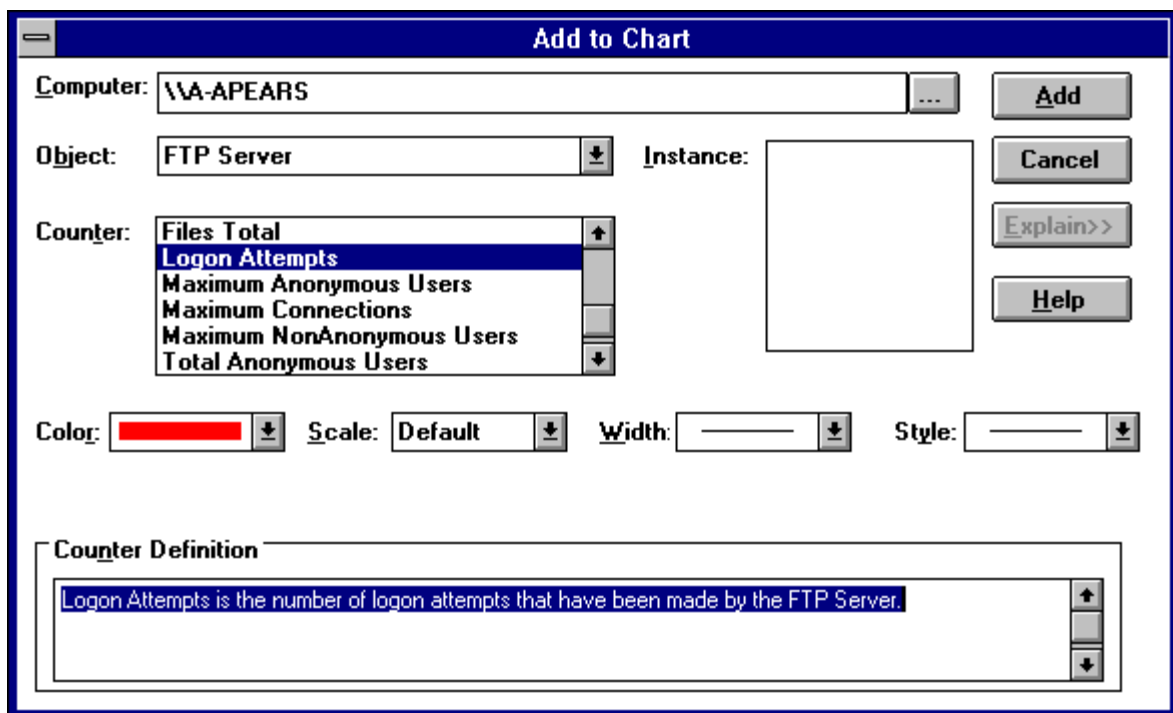 Add to Chart
Computer: \\A-APEARS ... Add
Object: FTP Server Instance: Cancel
Counter: Files Total Explain>>
Logon Attempts
Maximum Anonymous Users
Maximum Connections Help
Maximum NonAnonymous Users
Total Anonymous Users
Color: Scale: Default Width: Style:
Counter Definition
Logon Attempts is the number of logon attempts that have been made by the FTP Server.